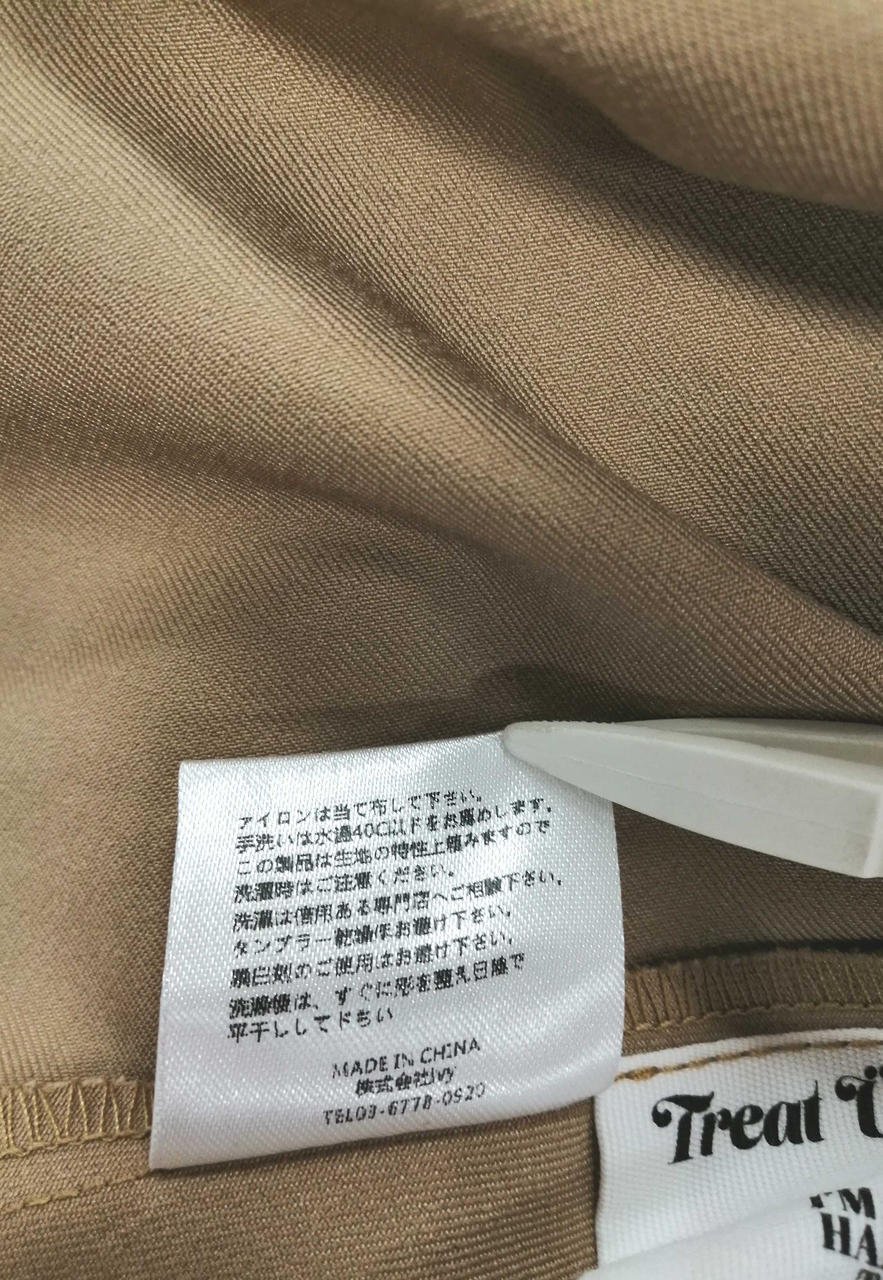 アイロンは当て布して下さい。
手洗いは水温40C以下をお薦めします。
この製品は生地の特性上縮みますので
洗濯時はご注意ください。
洗濯は信用ある専門店へご相談下さい。
タンブラー乾燥はお避け下さい。
漂白剤のご使用はお避け下さい。
洗濯後は、すぐに形を整え日陰で
平干しして下さい
MADE IN CHINA
株式会社Ivy
TEL03-6778-0920
Treat
I'M